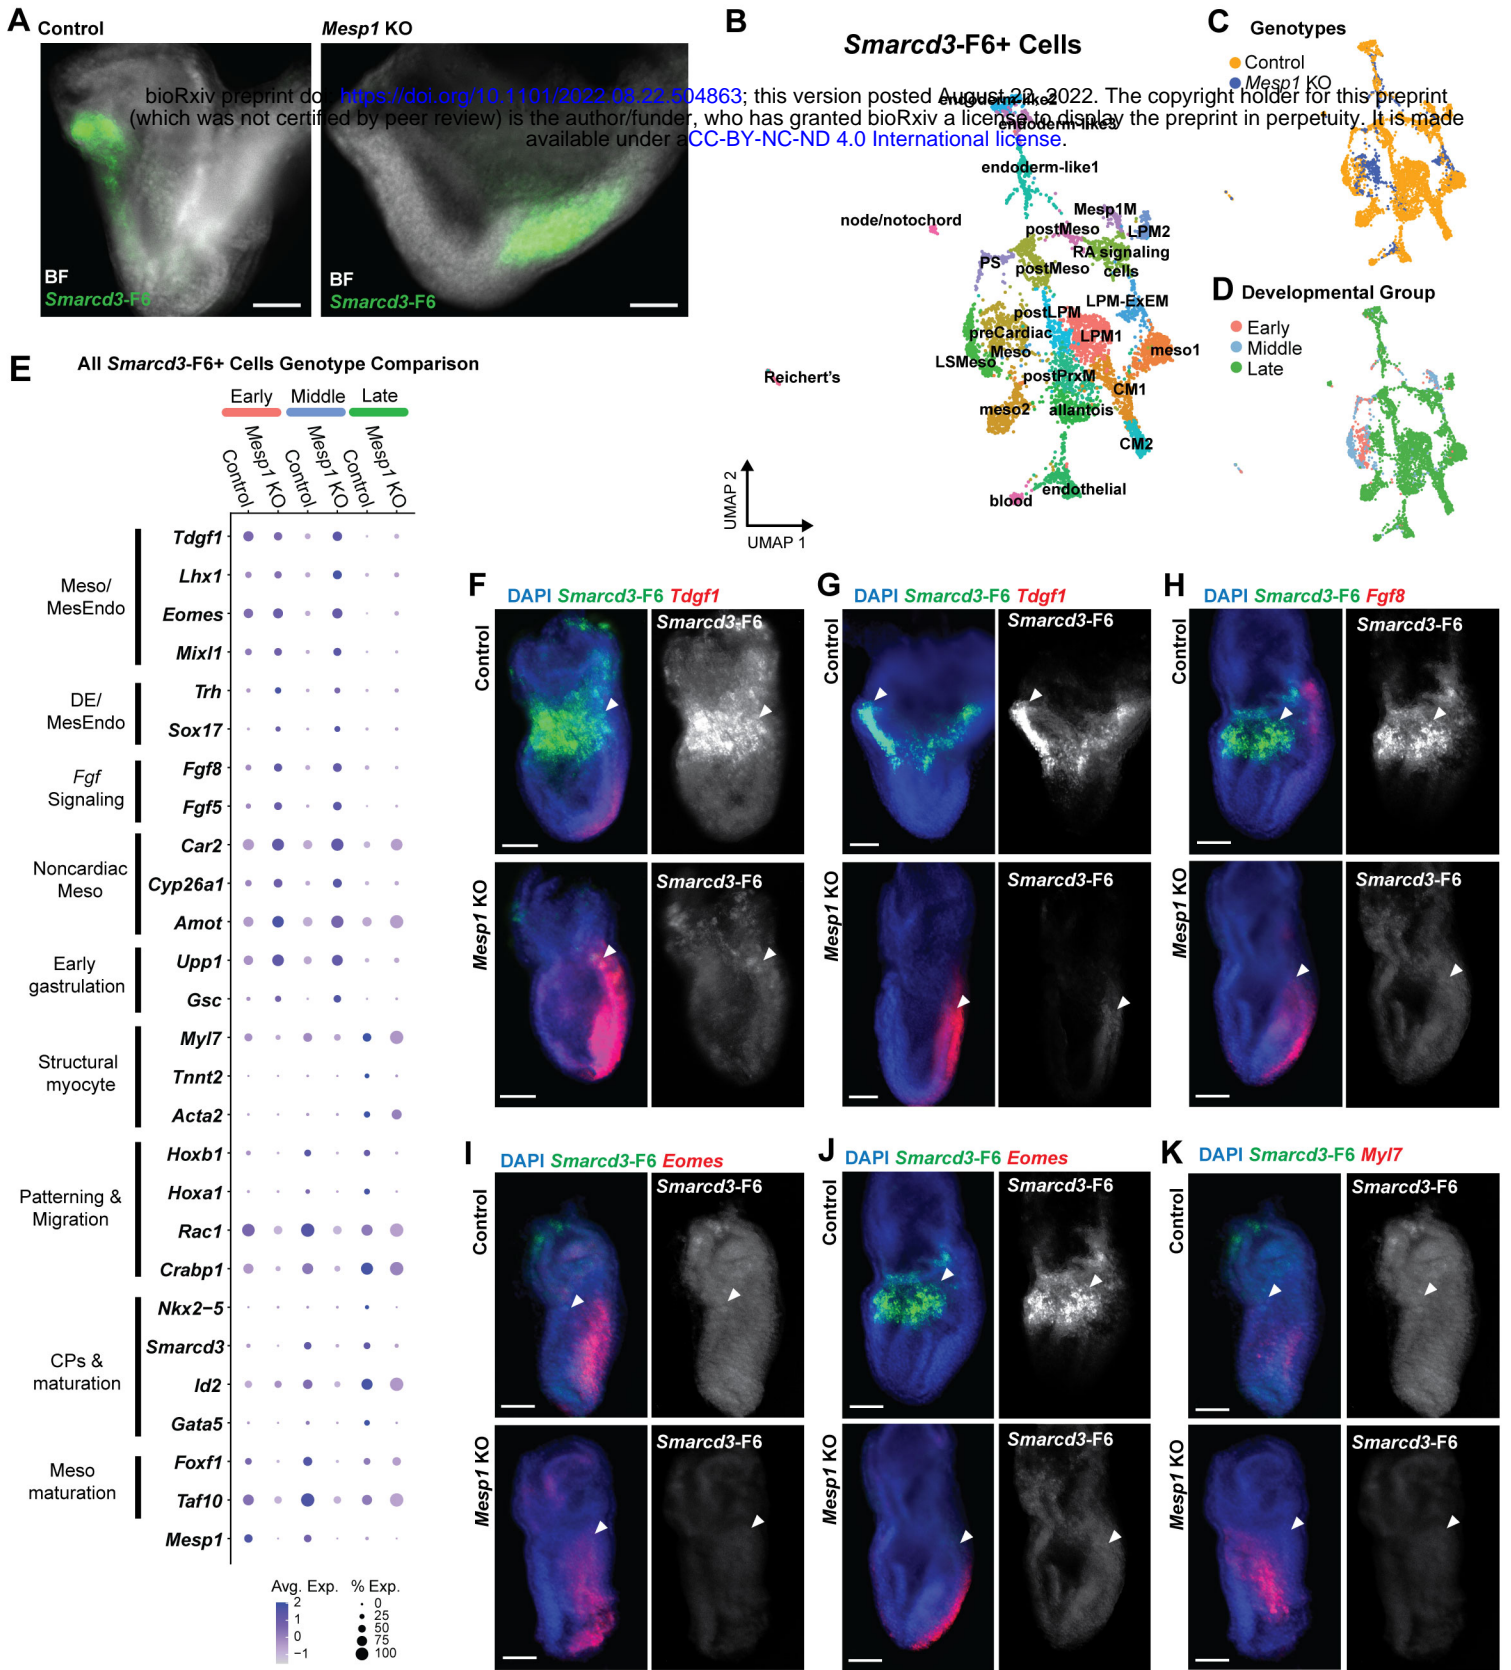 A
Control
Mesp1 KO
BF
Smarcd3-F6
BF
Smarcd3-F6
bioRxiv preprint doi: https://doi.org/10.1101/2022.08.22.504863; this version posted August 22, 2022. The copyright holder for this preprint
(which was not certified by peer review) is the author/funder, who has granted bioRxiv a license to display the preprint in perpetuity. It is made
available under aCC-BY-NC-ND 4.0 International license.
B
Smarcd3-F6+ Cells
endoderm-like2
endoderm-like3
endoderm-like1
node/notochord
Mesp1M
postMeso
LPM2
RA signaling
cells
PS
postMeso
LPM-ExEM
postLPM
preCardiac
Meso
LPM1
LSMeso
meso1
Reichert's
postPrxM
CM1
meso2
allantois
CM2
endothelial
blood
UMAP 2
UMAP 1
C
Genotypes
Control
Mesp1 KO
D
Developmental Group
Early
Middle
Late
E
All Smarcd3-F6+ Cells Genotype Comparison
Early
Middle
Late
Control
Mesp1 KO
Control
Mesp1 KO
Control
Mesp1 KO
Meso/
MesEndo
Tdgf1
Lhx1
Eomes
Mixl1
DE/
MesEndo
Trh
Sox17
Fgf
Signaling
Fgf8
Fgf5
Noncardiac
Meso
Car2
Cyp26a1
Amot
Early
gastrulation
Upp1
Gsc
Structural
myocyte
Myl7
Tnnt2
Acta2
Patterning &
Migration
Hoxb1
Hoxa1
Rac1
Crabp1
CPs &
maturation
Nkx2−5
Smarcd3
Id2
Gata5
Meso
maturation
Foxf1
Taf10
Mesp1
Avg. Exp.
2
1
0
−1
% Exp.
0
25
50
75
100
F
DAPI Smarcd3-F6 Tdgf1
Control
Smarcd3-F6
Mesp1 KO
Smarcd3-F6
G
DAPI Smarcd3-F6 Tdgf1
Control
Smarcd3-F6
Mesp1 KO
Smarcd3-F6
H
DAPI Smarcd3-F6 Fgf8
Control
Smarcd3-F6
Mesp1 KO
Smarcd3-F6
I
DAPI Smarcd3-F6 Eomes
Control
Smarcd3-F6
Mesp1 KO
Smarcd3-F6
J
DAPI Smarcd3-F6 Eomes
Control
Smarcd3-F6
Mesp1 KO
Smarcd3-F6
K
DAPI Smarcd3-F6 Myl7
Control
Smarcd3-F6
Mesp1 KO
Smarcd3-F6